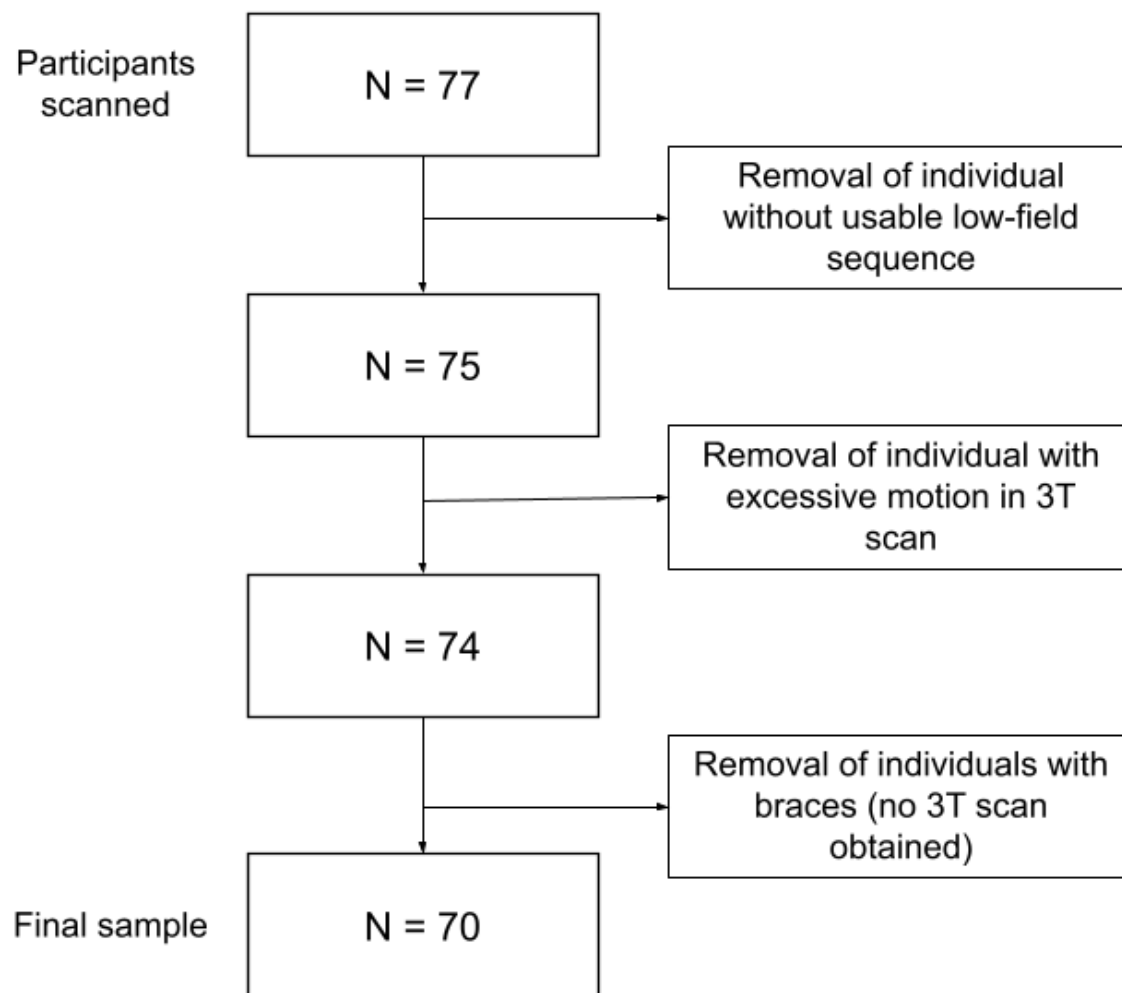 Participants
scanned
N = 77
Removal of individual
without usable low-field
sequence
N = 75
Removal of individual with
excessive motion in 3T
scan
N = 74
Removal of individuals with
braces (no 3T scan
obtained)
Final sample
N = 70